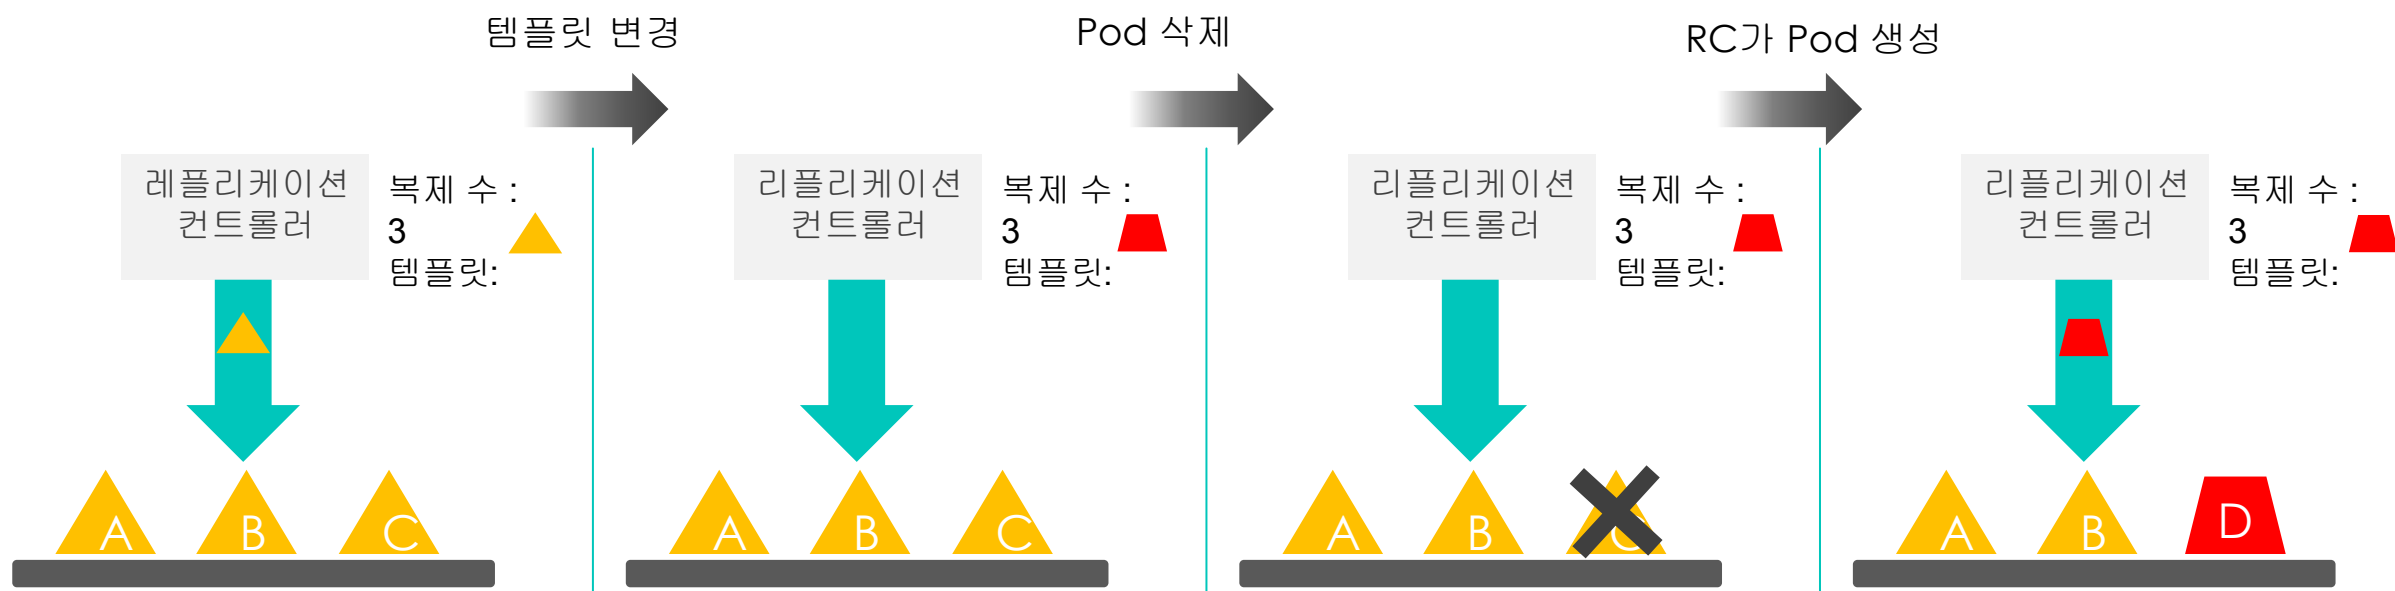 템플릿 변경
Pod 삭제
RC가 Pod 생성
레플리케이션
컨트롤러
복제 수 :
3
템플릿:
A
B
C
리플리케이션
컨트롤러
복제 수 :
3
템플릿:
A
B
C
리플리케이션
컨트롤러
복제 수 :
3
템플릿:
A
B
C
리플리케이션
컨트롤러
복제 수 :
3
템플릿:
A
B
D